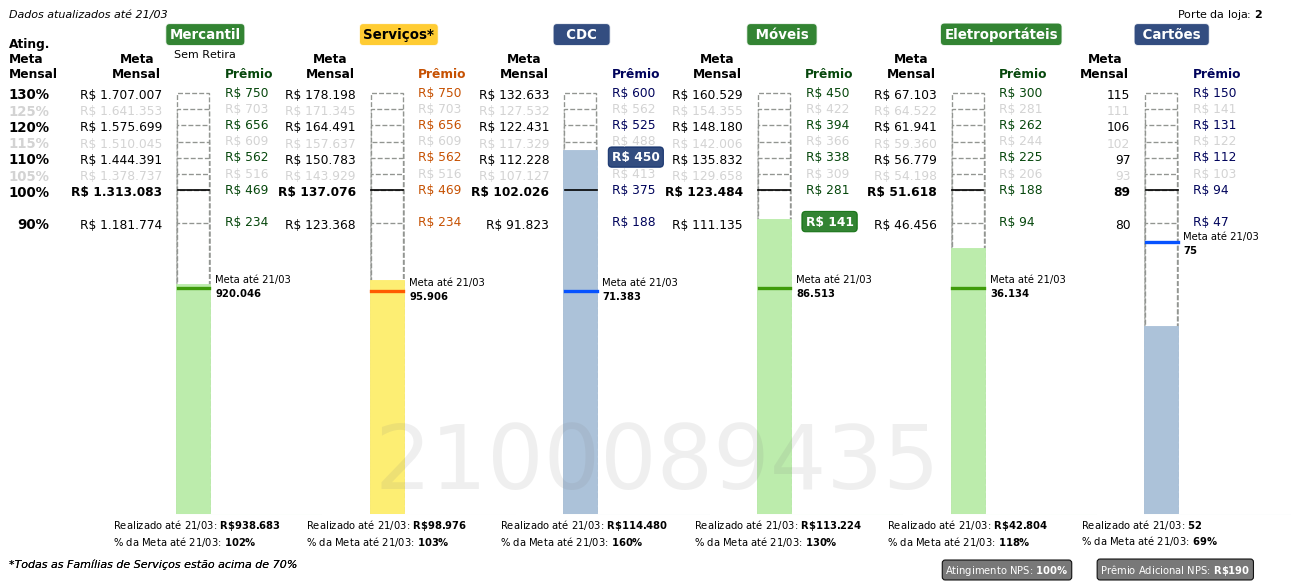 Dados atualizados até 21/03
Porte da loja: 2
Mercantil Serviços* CDC Móveis Eletroportáteis Cartões
Sem Retira
Ating. Meta Mensal
Meta Mensal Prêmio Meta Mensal Prêmio Meta Mensal Prêmio Meta Mensal Prêmio Meta Mensal Prêmio Meta Mensal Prêmio
130% R$ 1.707.007 R$ 750 R$ 178.198 R$ 750 R$ 132.633 R$ 600 R$ 160.529 R$ 450 R$ 67.103 R$ 300 115 R$ 150
125% R$ 1.641.353 R$ 703 R$ 171.345 R$ 703 R$ 127.532 R$ 562 R$ 154.355 R$ 422 R$ 64.522 R$ 281 111 R$ 141
120% R$ 1.575.699 R$ 656 R$ 164.491 R$ 656 R$ 122.431 R$ 525 R$ 148.180 R$ 394 R$ 61.941 R$ 262 106 R$ 131
115% R$ 1.510.045 R$ 609 R$ 157.637 R$ 609 R$ 117.329 R$ 488 R$ 142.006 R$ 366 R$ 59.360 R$ 244 102 R$ 122
110% R$ 1.444.391 R$ 562 R$ 150.783 R$ 562 R$ 112.228 R$ 450 R$ 135.832 R$ 338 R$ 56.779 R$ 225 97 R$ 112
105% R$ 1.378.737 R$ 516 R$ 143.929 R$ 516 R$ 107.127 R$ 413 R$ 129.658 R$ 309 R$ 54.198 R$ 206 93 R$ 103
100% R$ 1.313.083 R$ 469 R$ 137.076 R$ 469 R$ 102.026 R$ 375 R$ 123.484 R$ 281 R$ 51.618 R$ 188 89 R$ 94
90% R$ 1.181.774 R$ 234 R$ 123.368 R$ 234 R$ 91.823 R$ 188 R$ 111.135 R$ 141 R$ 46.456 R$ 94 80 R$ 47
Meta até 21/03
75
Meta até 21/03 Meta até 21/03 Meta até 21/03 Meta até 21/03 Meta até 21/03
920.046 95.906 71.383 86.513 36.134
2100089435
Realizado até 21/03: R$938.683 Realizado até 21/03: R$98.976 Realizado até 21/03: R$114.480 Realizado até 21/03: R$113.224 Realizado até 21/03: R$42.804 Realizado até 21/03: 52
% da Meta até 21/03: 102% % da Meta até 21/03: 103% % da Meta até 21/03: 160% % da Meta até 21/03: 130% % da Meta até 21/03: 118% % da Meta até 21/03: 69%
*Todas as Famílias de Serviços estão acima de 70%
Atingimento NPS: 100% Prêmio Adicional NPS: R$190